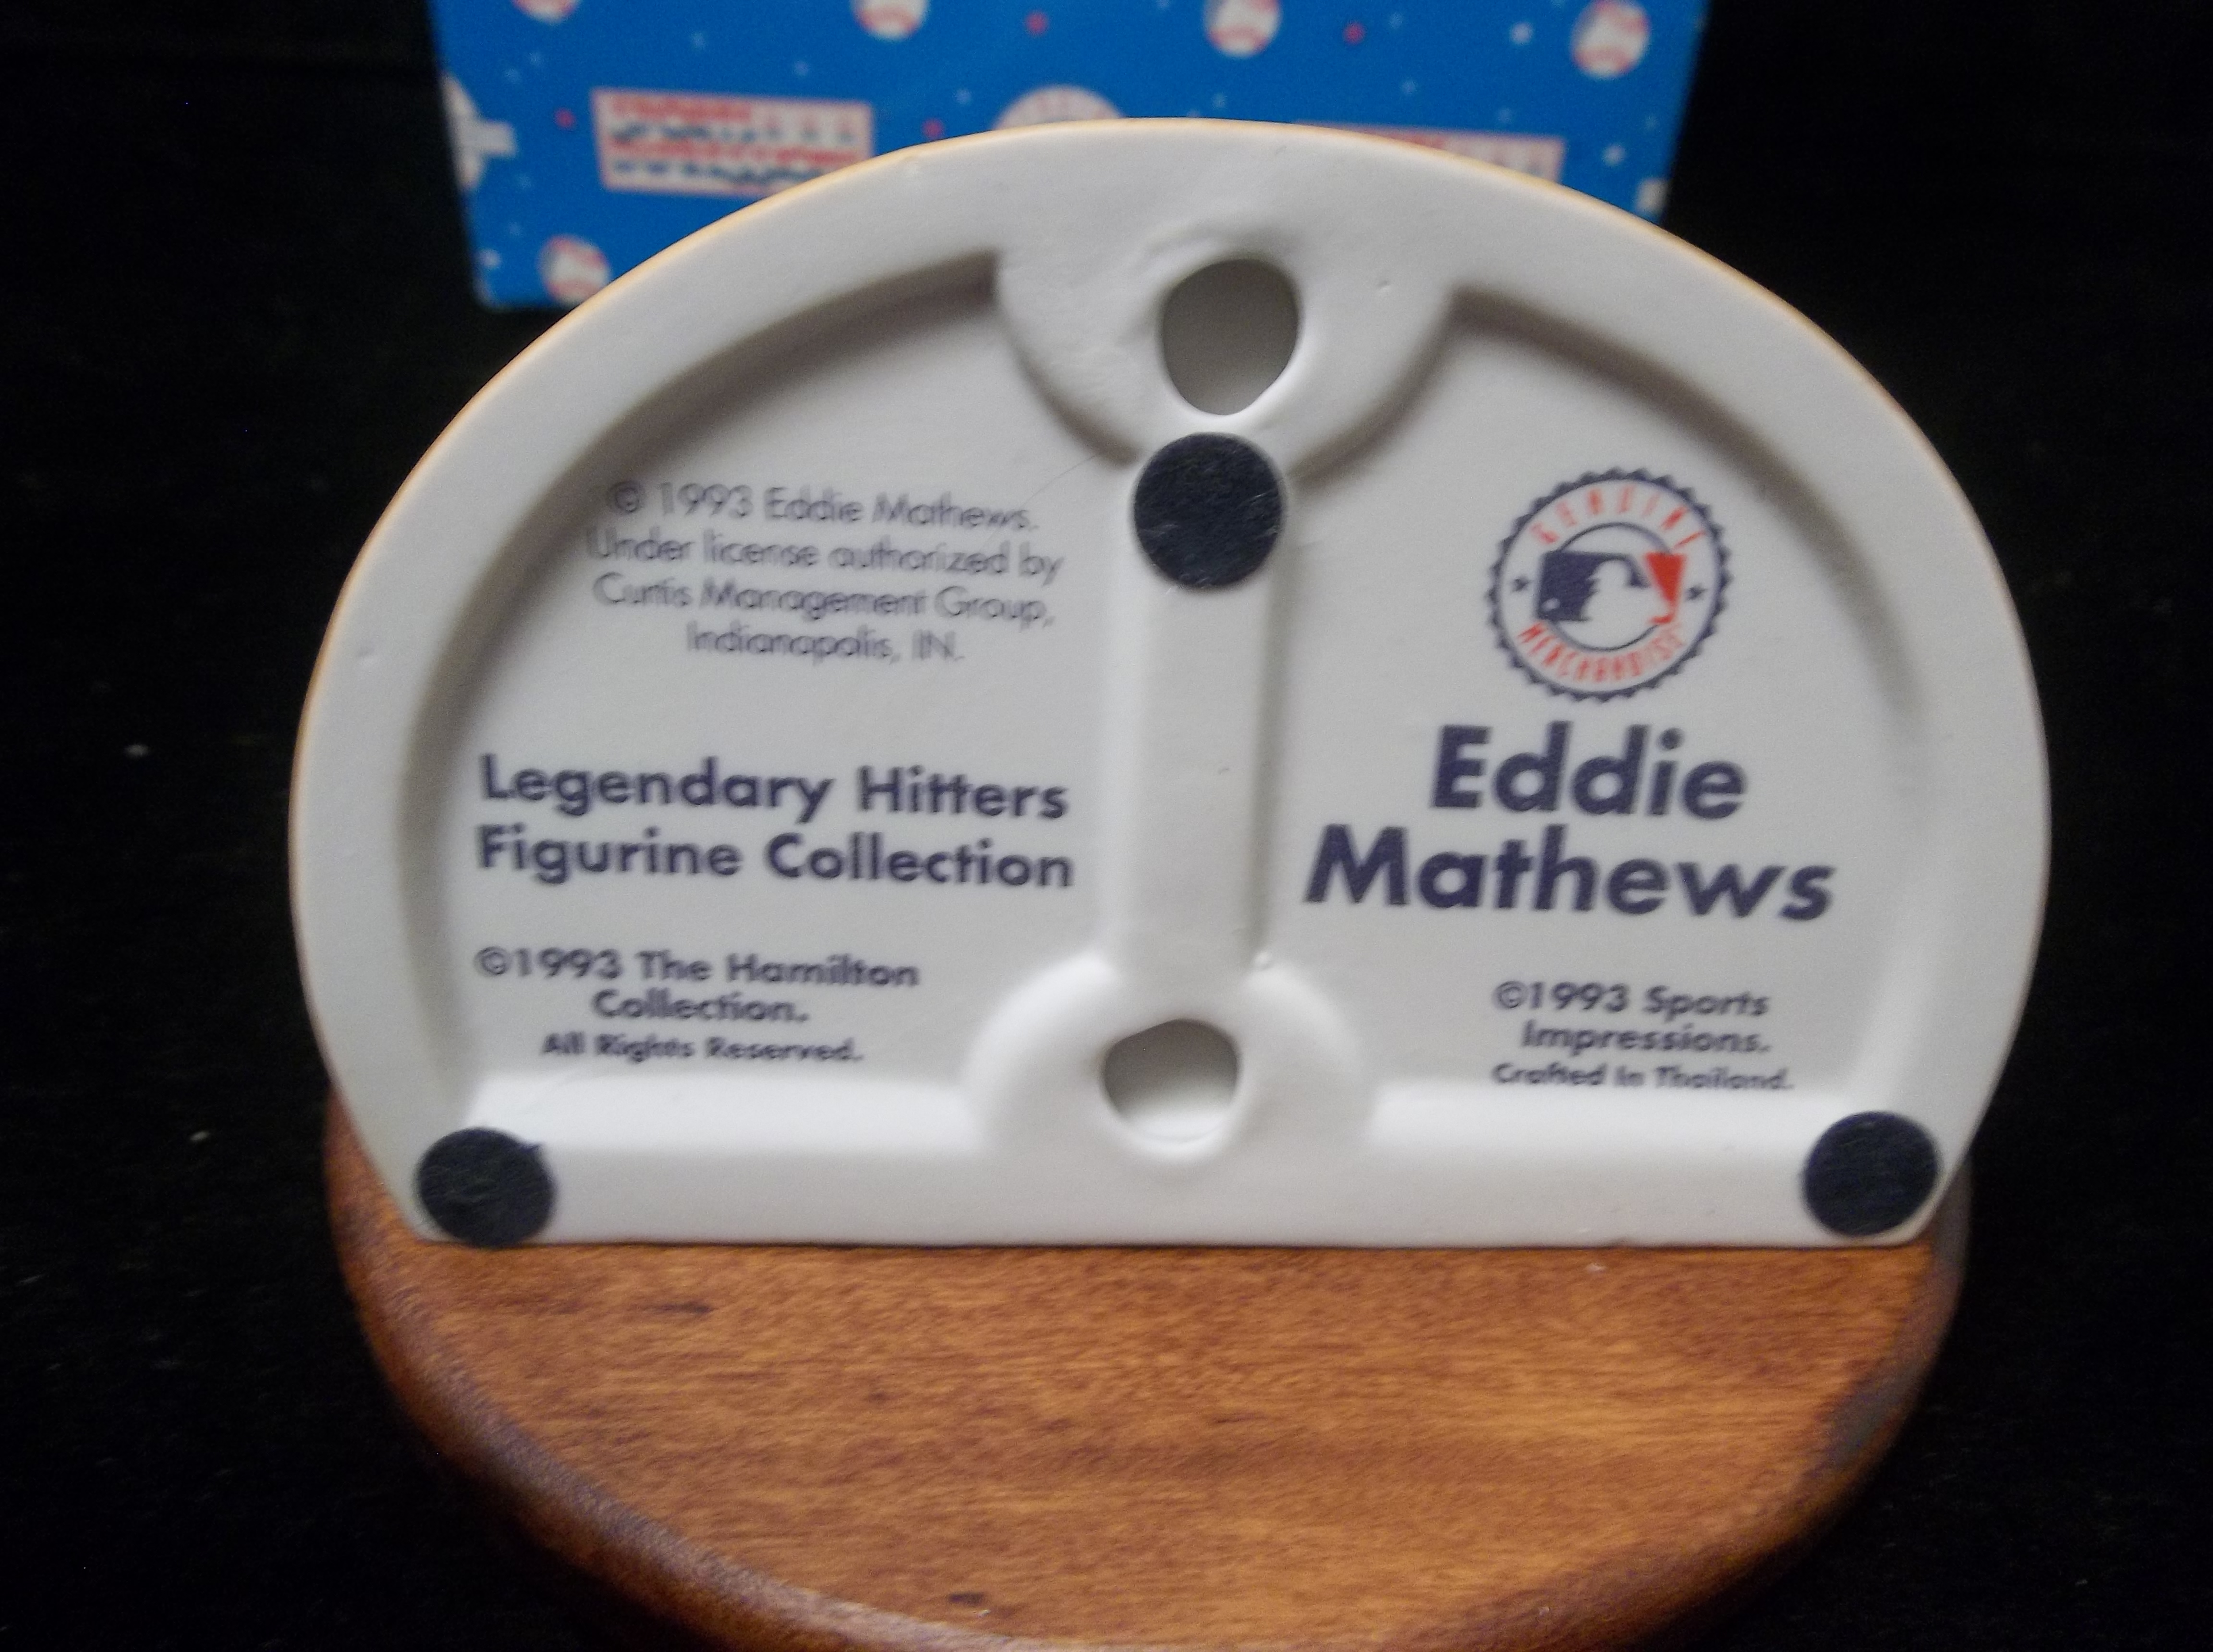 © 1993 Eddie Mathews.
Under license authorized by
Curtis Management Group,
Indianapolis, IN.
Legendary Hitters
Figurine Collection
©1993 The Hamilton
Collection.
All Rights Reserved.
GENUINE
MERCHANDISE
Eddie
Mathews
©1993 Sports
Impressions.
Crafted In Thailand.